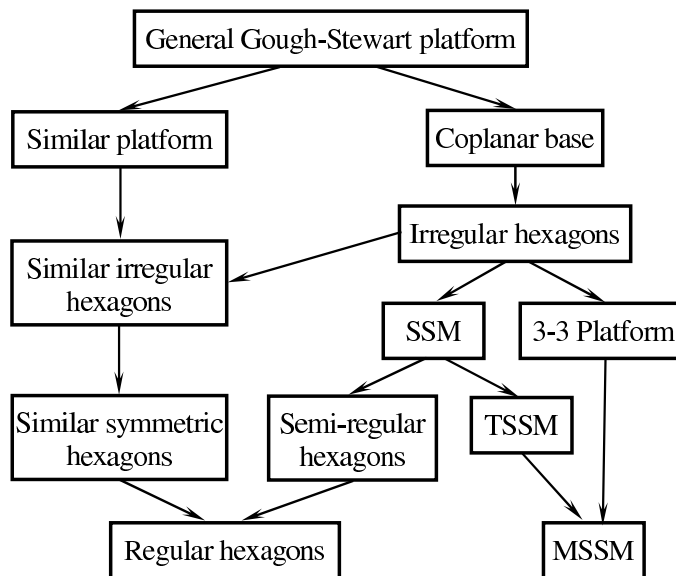 General Gough-Stewart platform
Similar platform
Coplanar base
Irregular hexagons
Similar irregular
hexagons
SSM
3-3 Platform
Similar symmetric
hexagons
Semi-regular
hexagons
TSSM
Regular hexagons
MSSM